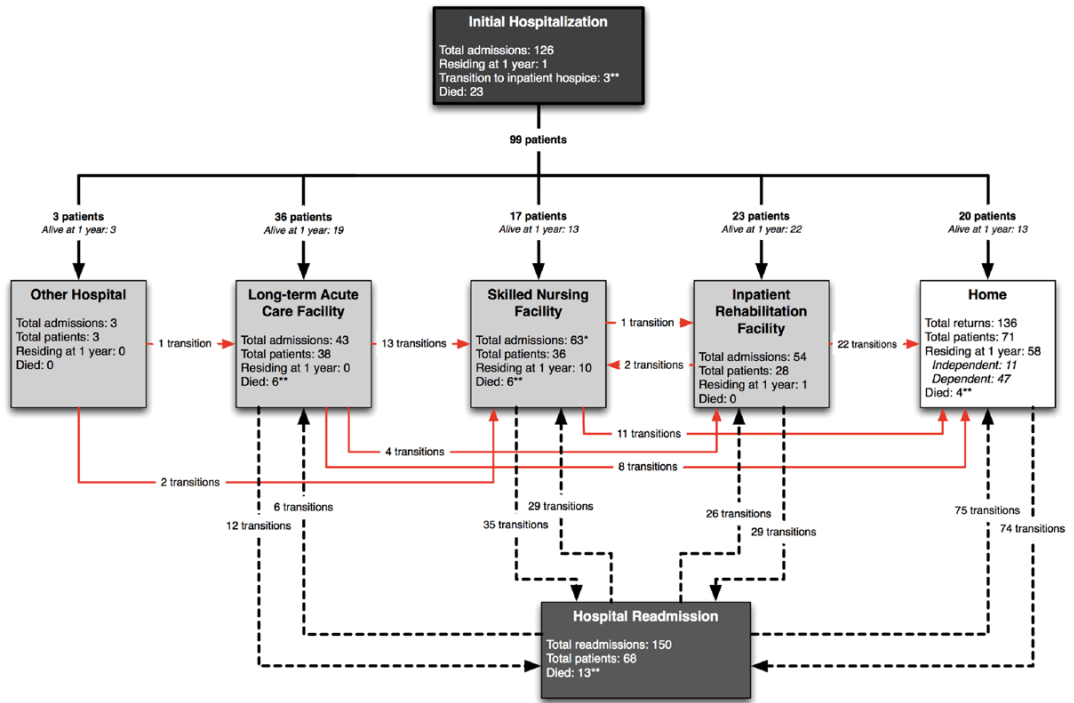 Initial Hospitalization
Total admissions: 126
Residing at 1 year: 1
Transition to inpatient hospice: 3**
Died: 23
99 patients
3 patients
Alive at 1 year: 3
36 patients
Alive at 1 year: 19
17 patients
Alive at 1 year: 13
23 patients
Alive at 1 year: 22
20 patients
Alive at 1 year: 13
Other Hospital
Total admissions: 3
Total patients: 3
Residing at 1 year: 0
Died: 0
1 transition
Long-term Acute
Care Facility
Total admissions: 43
Total patients: 38
Residing at 1 year: 0
Died: 6**
13 transitions
Skilled Nursing
Facility
Total admissions: 63*
Total patients: 36
Residing at 1 year: 10
Died: 6**
1 transition
2 transitions
Inpatient
Rehabilitation
Facility
Total admissions: 54
Total patients: 28
Residing at 1 year: 1
Died: 0
22 transitions
Home
Total returns: 136
Total patients: 71
Residing at 1 year: 58
Independent: 11
Dependent: 47
Died: 4**
11 transitions
4 transitions
8 transitions
2 transitions
6 transitions
12 transitions
29 transitions
35 transitions
26 transitions
29 transitions
75 transitions
74 transitions
Hospital Readmission
Total readmissions: 150
Total patients: 68
Died: 13**